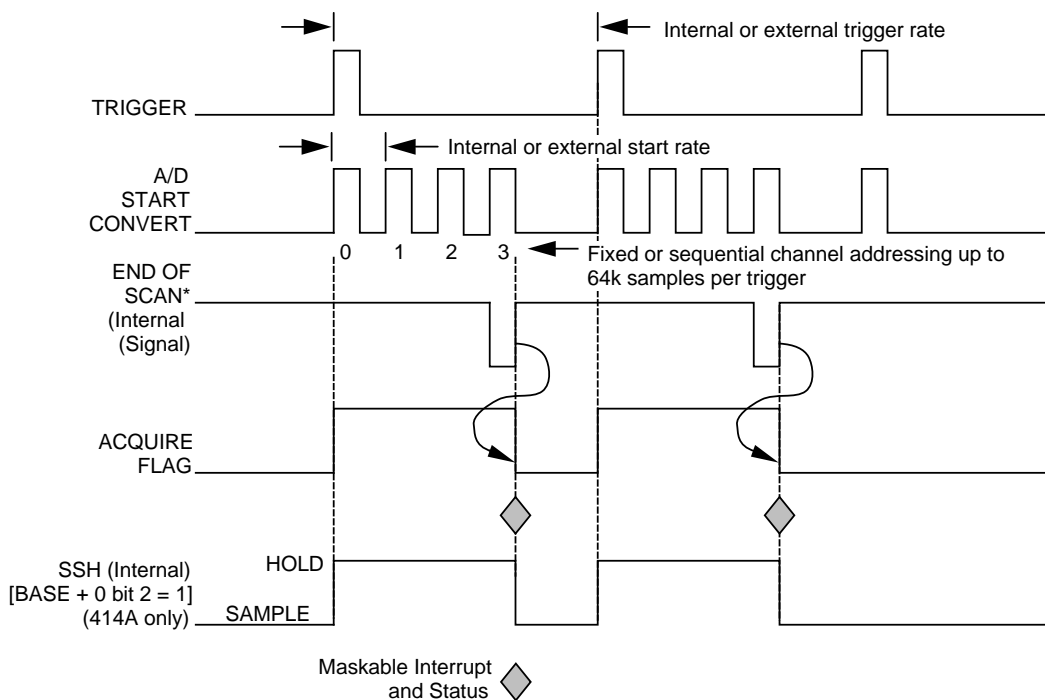 Internal or external trigger rate
TRIGGER
Internal or external start rate
A/D
START
CONVERT
0 1 2 3
Fixed or sequential channel addressing up to
64k samples per trigger
END OF
SCAN*
(Internal
(Signal)
ACQUIRE
FLAG
HOLD
SSH (Internal)
[BASE + 0 bit 2 = 1]
(414A only)
SAMPLE
Maskable Interrupt
and Status